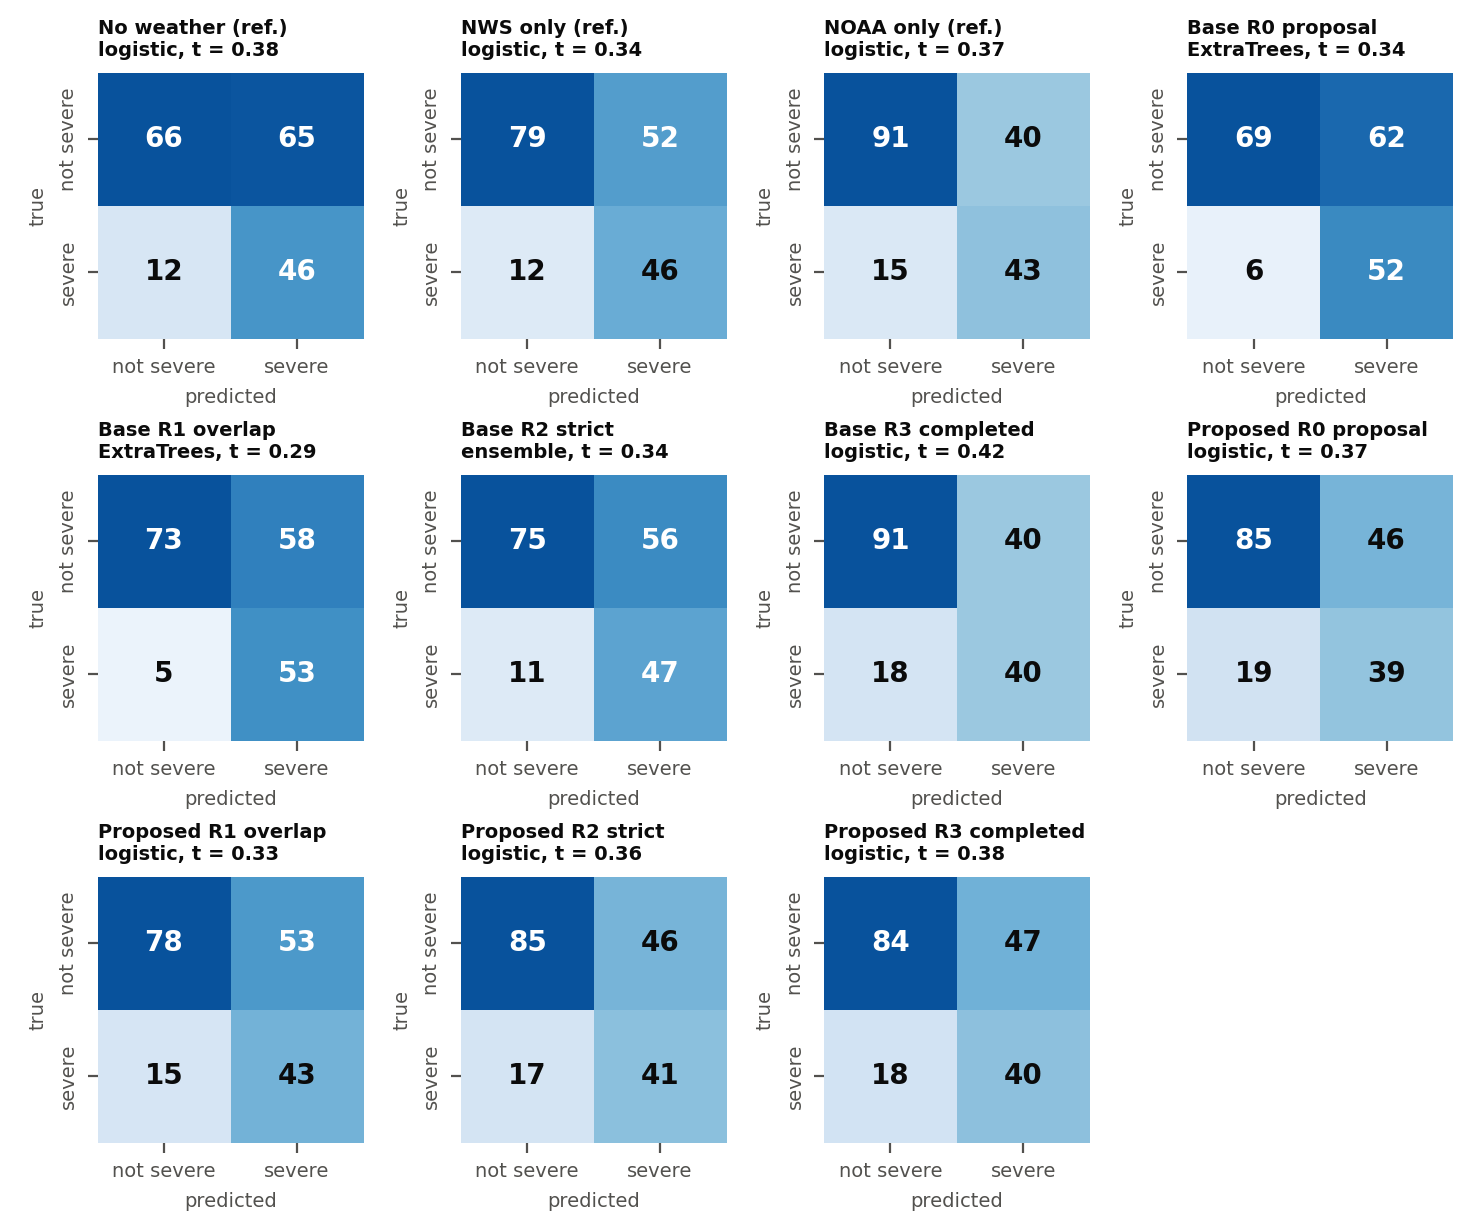 No weather (ref.)
logistic, t = 0.38
true
not severe
severe
66
65
12
46
not severe
severe
predicted
NWS only (ref.)
logistic, t = 0.34
true
not severe
severe
79
52
12
46
not severe
severe
predicted
NOAA only (ref.)
logistic, t = 0.37
true
not severe
severe
91
40
15
43
not severe
severe
predicted
Base R0 proposal
ExtraTrees, t = 0.34
true
not severe
severe
69
62
6
52
not severe
severe
predicted
Base R1 overlap
ExtraTrees, t = 0.29
true
not severe
severe
73
58
5
53
not severe
severe
predicted
Base R2 strict
ensemble, t = 0.34
true
not severe
severe
75
56
11
47
not severe
severe
predicted
Base R3 completed
logistic, t = 0.42
true
not severe
severe
91
40
18
40
not severe
severe
predicted
Proposed R0 proposal
logistic, t = 0.37
true
not severe
severe
85
46
19
39
not severe
severe
predicted
Proposed R1 overlap
logistic, t = 0.33
true
not severe
severe
78
53
15
43
not severe
severe
predicted
Proposed R2 strict
logistic, t = 0.36
true
not severe
severe
85
46
17
41
not severe
severe
predicted
Proposed R3 completed
logistic, t = 0.38
true
not severe
severe
84
47
18
40
not severe
severe
predicted